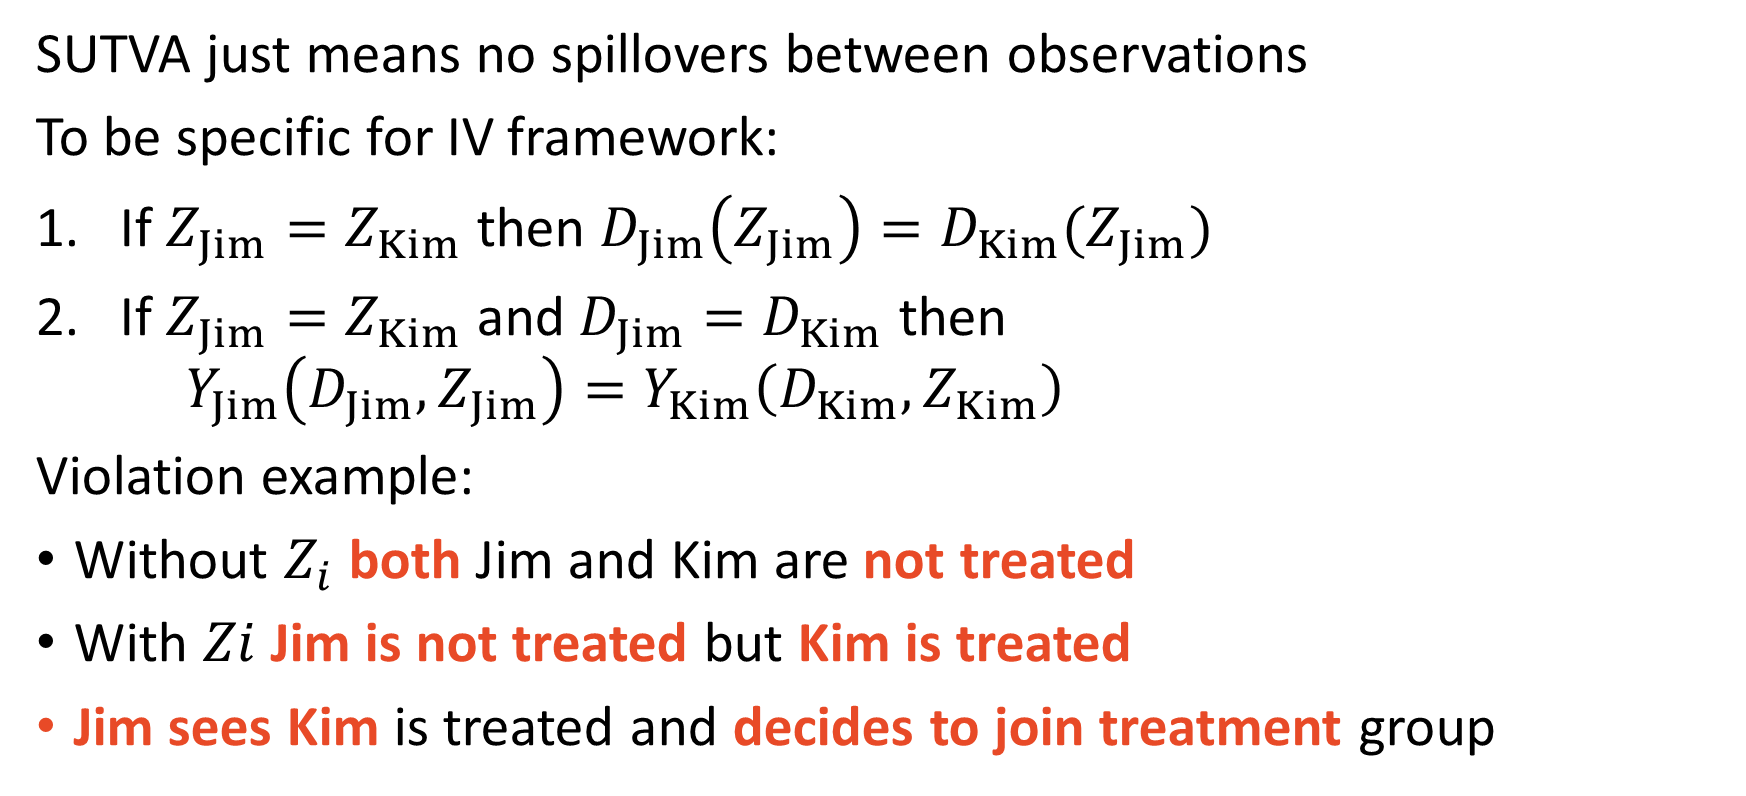 SUTVA just means no spillovers between observations
To be specific for IV framework:
1. If Z_Jim = Z_Kim then D_Jim(Z_Jim) = D_Kim(Z_Jim)
2. If Z_Jim = Z_Kim and D_Jim = D_Kim then
Y_Jim(D_Jim, Z_Jim) = Y_Kim(D_Kim, Z_Kim)
Violation example:
• Without Z_i both Jim and Kim are not treated
• With Zi Jim is not treated but Kim is treated
• Jim sees Kim is treated and decides to join treatment group